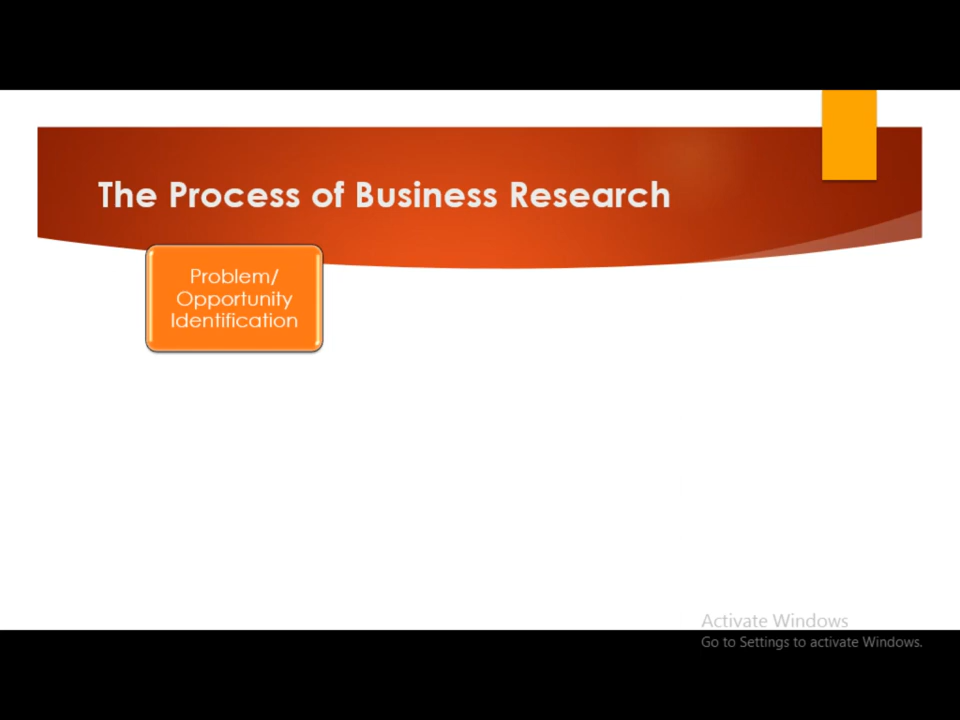 The Process of Business Research
Problem/
Opportunity
Identification
Activate Windows
Go to Settings to activate Windows.